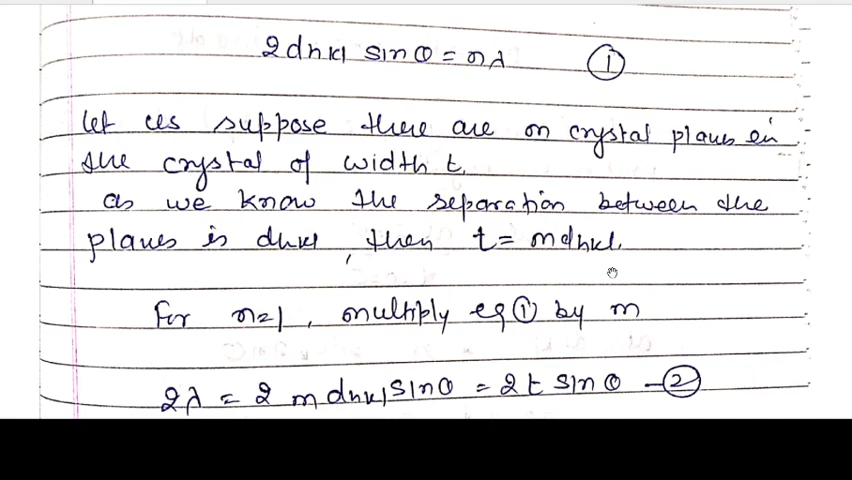 2dhkl sinθ = nλ ①
Let us suppose there are m crystal planes in
the crystal of width t.
as we know the separation between the
planes is dhkl, then t = mdhkl.
For n=1, multiply eq ① by m
2λ = 2 m dhkl sinθ = 2t sinθ -②